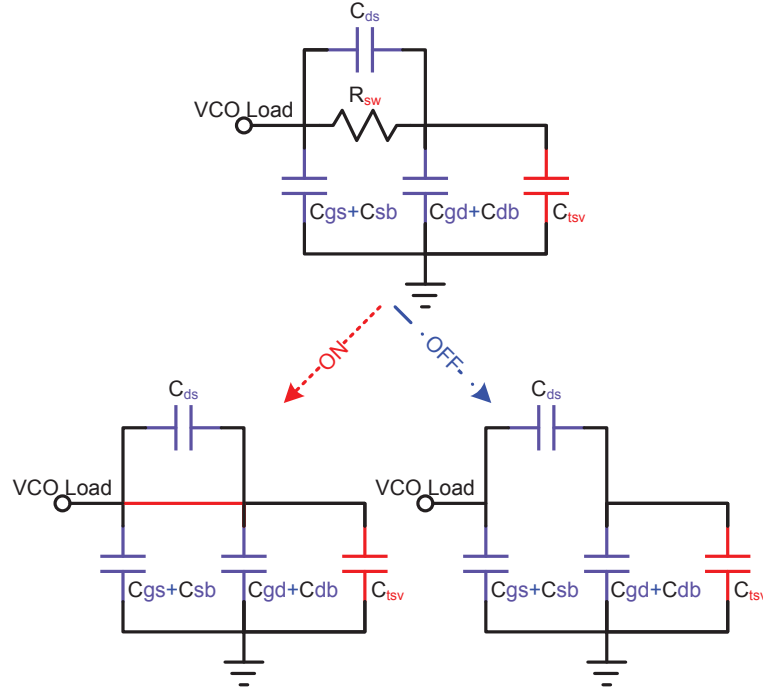 Cds
Rsw
VCO Load
Cgs+Csb
Cgd+Cdb
Ctsv
ON
OFF
Cds
Cds
VCO Load
VCO Load
Cgs+Csb
Cgd+Cdb
Ctsv
Cgs+Csb
Cgd+Cdb
Ctsv